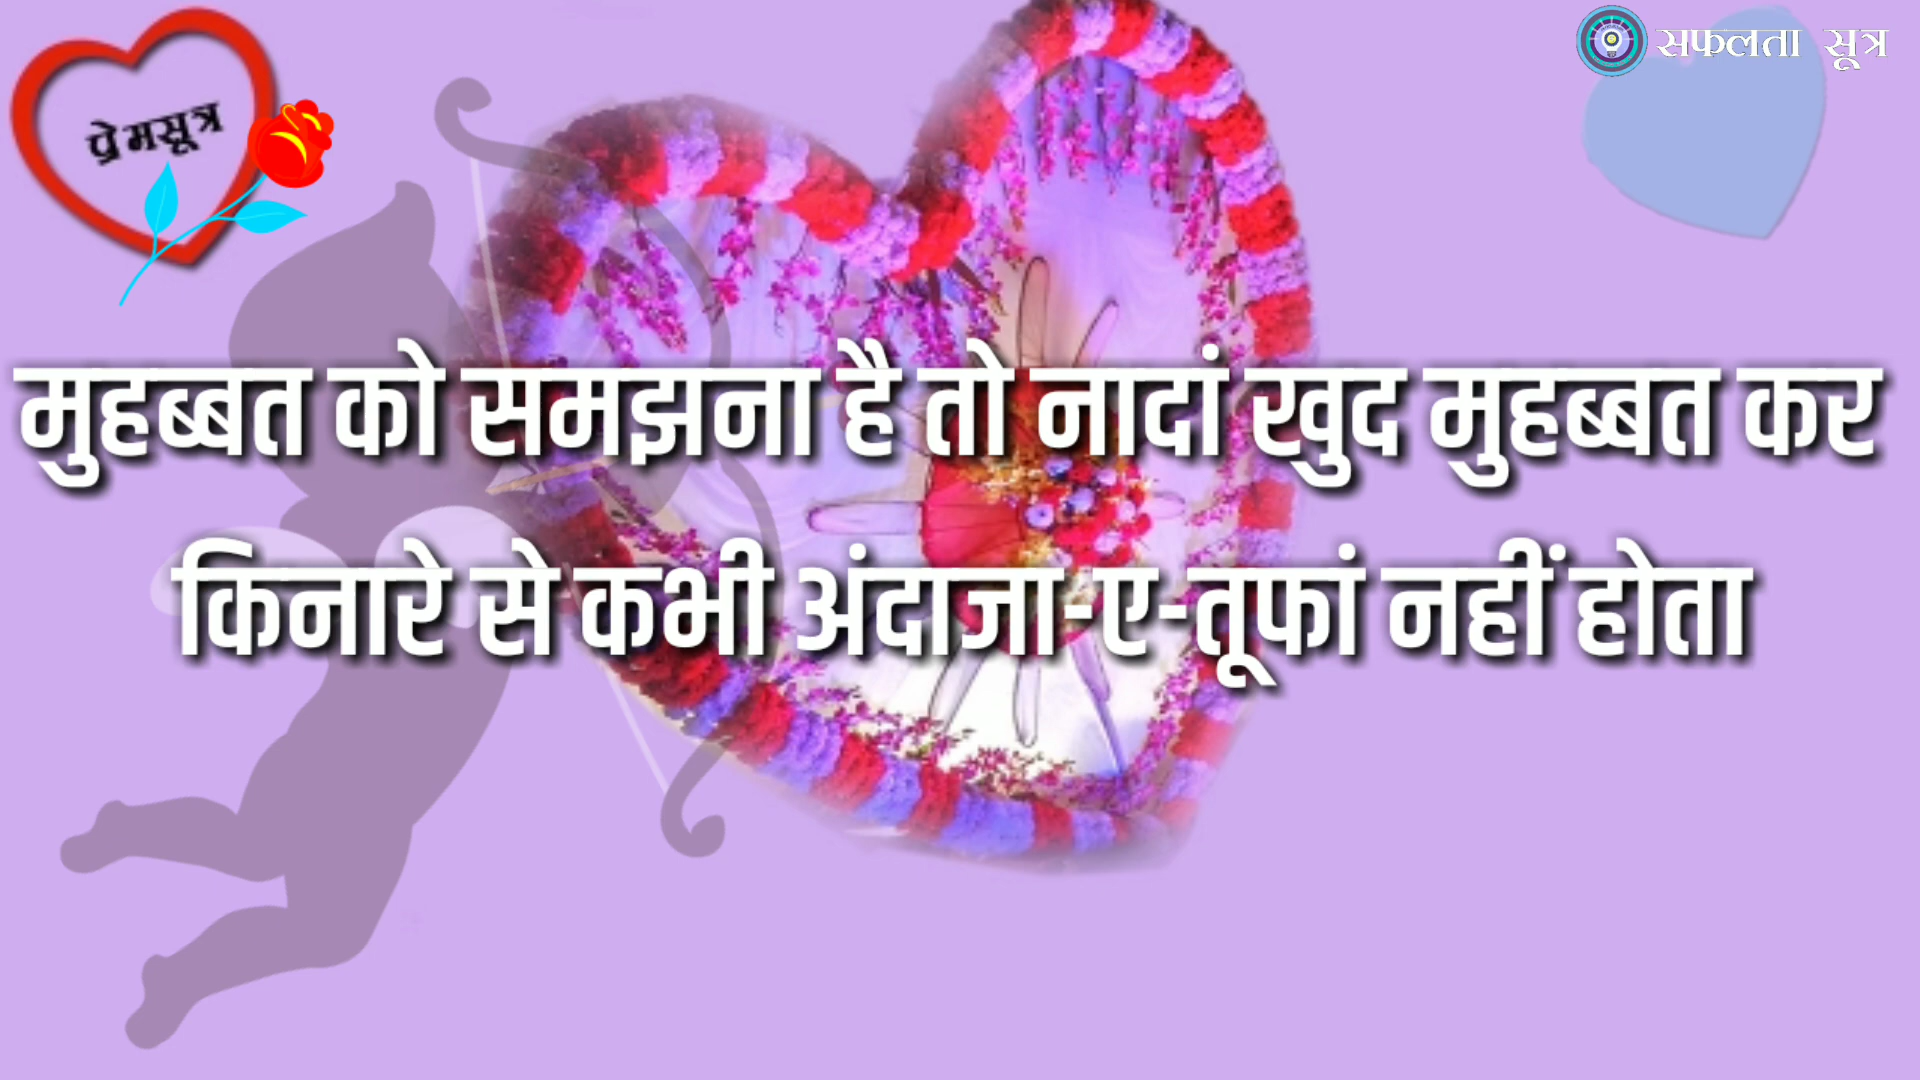 प्रेमसूत्र
सफलता सूत्र
मुहब्बत को समझना है तो नादां खुद मुहब्बत कर
किनारे से कभी अंदाजा-ए-तूफां नहीं होता